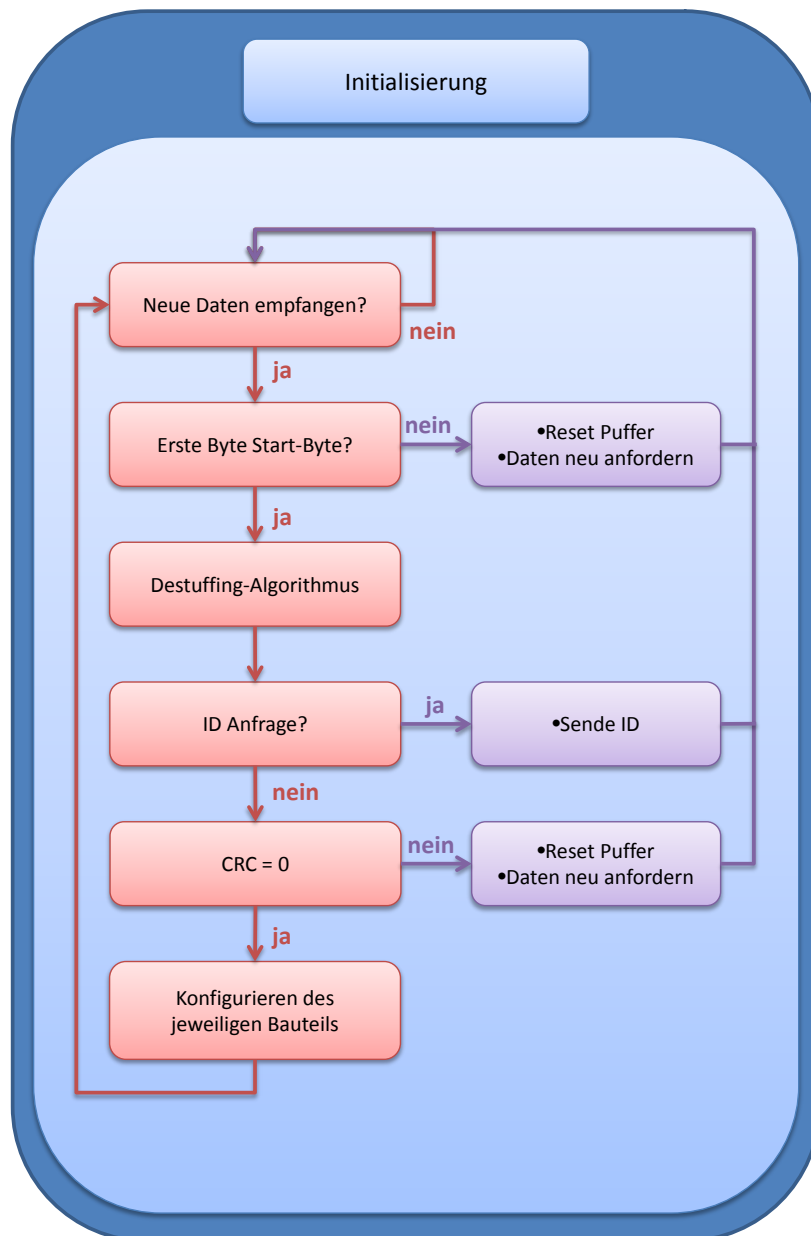 Initialisierung
Neue Daten empfangen?
nein
ja
Erste Byte Start-Byte?
nein
•Reset Puffer
•Daten neu anfordern
ja
Destuffing-Algorithmus
ID Anfrage?
ja
•Sende ID
nein
CRC = 0
nein
•Reset Puffer
•Daten neu anfordern
ja
Konfigurieren des
jeweiligen Bauteils